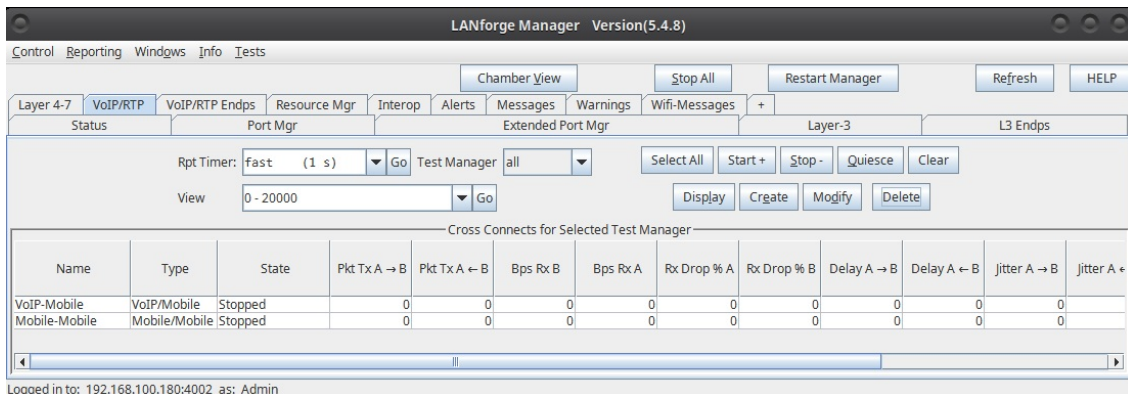 LANforge Manager Version(5.4.8)
Control Reporting Windows Info Tests
Chamber View Stop All Restart Manager Refresh HELP
Layer 4-7 VoIP/RTP VoIP/RTP Endps Resource Mgr Interop Alerts Messages Warnings Wifi-Messages +
Status Port Mgr Extended Port Mgr Layer-3 L3 Endps
Rpt Timer: fast (1 s) Go Test Manager all Select All Start + Stop - Quiesce Clear
View 0 - 20000 Go Display Create Modify Delete
Cross Connects for Selected Test Manager
Name Type State Pkt Tx A → B Pkt Tx A ← B Bps Rx B Bps Rx A Rx Drop % A Rx Drop % B Delay A → B Delay A ← B Jitter A → B Jitter A
VoIP-Mobile VoIP/Mobile Stopped 0 0 0 0 0 0 0 0 0
Mobile-Mobile Mobile/Mobile Stopped 0 0 0 0 0 0 0 0 0
Logged in to: 192.168.100.180:4002 as: Admin